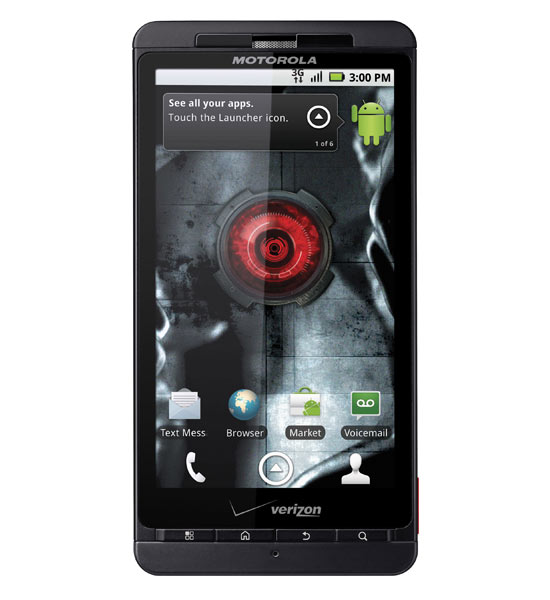 MOTOROLA
3G 3:00 PM
See all your apps.
Touch the Launcher icon.
1 of 6
Text Mess Browser Market Voicemail
verizon